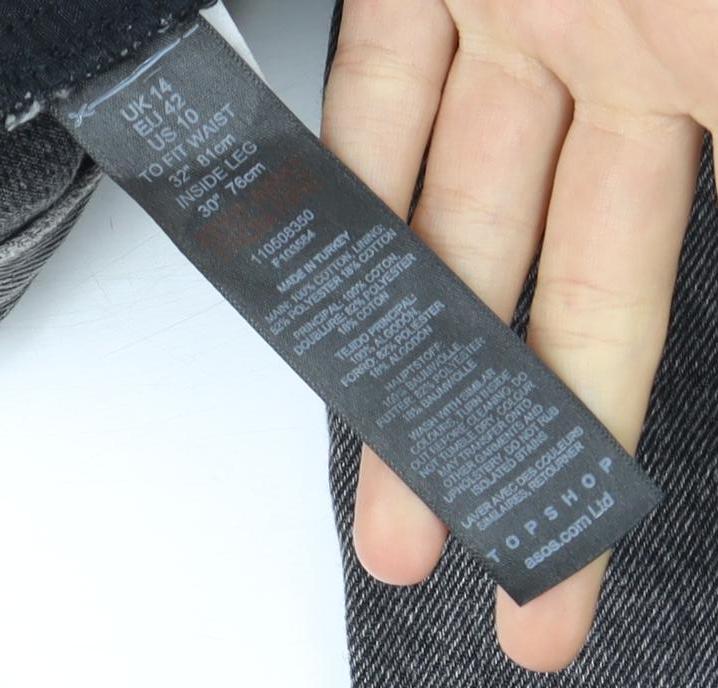 UK 14
EU 42
US 10
TO FIT WAIST
32" 81cm
INSIDE LEG
30" 76cm
110508350
F103584
MADE IN TURKEY
MAIN: 100% COTTON, LINING:
82% POLYESTER 18% COTTON
PRINCIPAL: 100% COTON,
DOUBLURE: 82% POLYESTER
18% COTON
TEJIDO PRINCIPAL:
100% ALGODON
FORRO: 82% POLIESTER
18% ALGODON
HAUPTSTOFF:
100% BAUMWOLLE
FUTTER: 82% POLYESTER
18% BAUMWOLLE
WASH WITH SIMILAR
COLOURS, TURN INSIDE
OUT BEFORE CLEANING, DO
NOT TUMBLE DRY, COLOUR
MAY TRANSFER ONTO
OTHER GARMENTS AND
UPHOLSTERY, DO NOT RUB
ISOLATED STAINS
LAVER AVEC DES COULEURS
SIMILAIRES, RETOURNER
TOPSHOP
asos.com Ltd